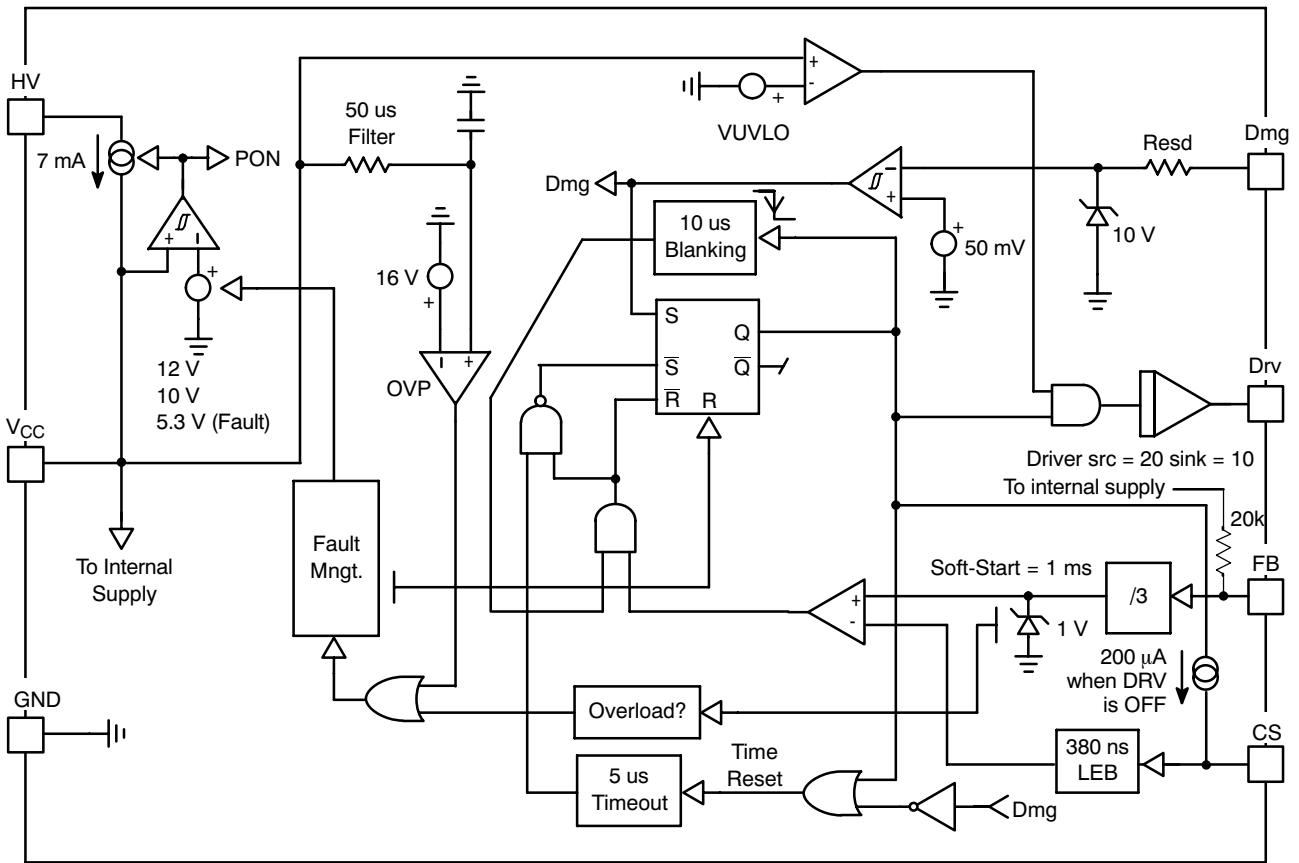 HV
7 mA
PON
+
12 V
10 V
5.3 V (Fault)
VCC
To Internal
Supply
GND
50 us
Filter
16 V
+
+
OVP
Fault
Mngt.
+
-
+
VUVLO
Dmg
10 us
Blanking
+
+
50 mV
Resd
Dmg
10 V
S
S̅
R̅
R
Q
Q̅
Drv
Driver src = 20 sink = 10
To internal supply
20k
FB
Soft-Start = 1 ms
/3
+
-
1 V
200 μA
when DRV
is OFF
CS
Overload?
380 ns
LEB
5 us
Timeout
Time
Reset
Dmg